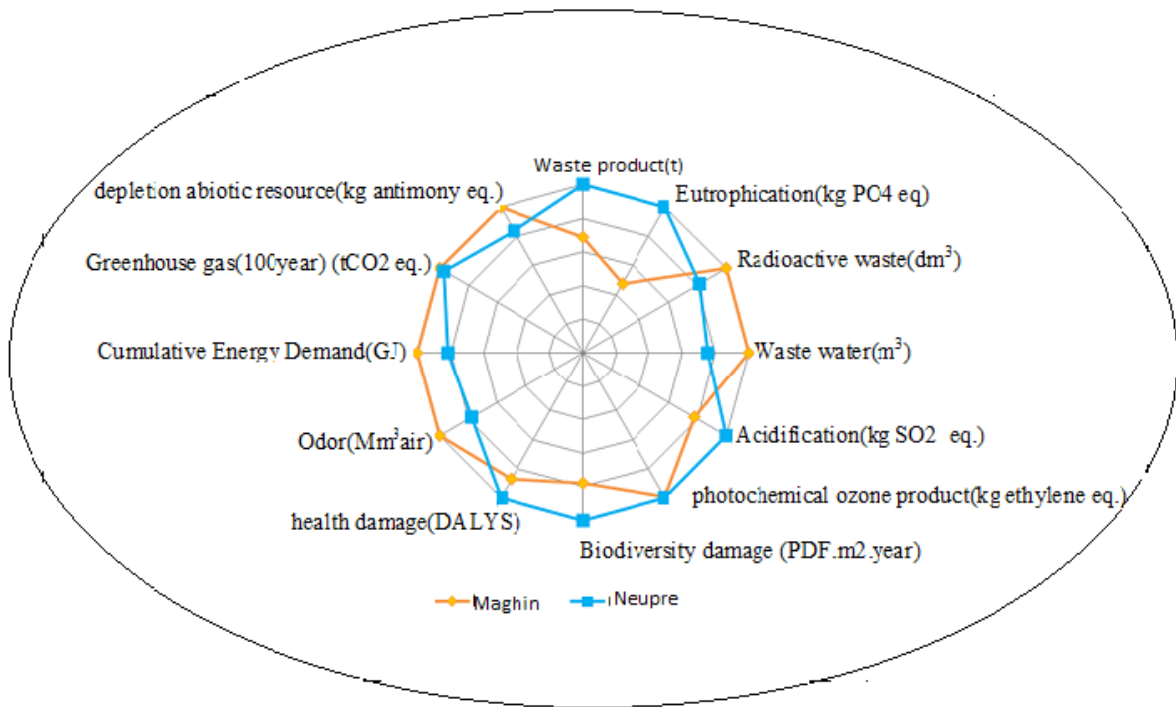 Waste product(t)
Eutrophication(kg PO4 eq)
Radioactive waste(dm³)
Waste water(m³)
Acidification(kg SO2 eq.)
photochemical ozone product(kg ethylene eq.)
Biodiversity damage (PDF.m2.year)
health damage(DALYS)
Odor(Mm³air)
Cumulative Energy Demand(GJ)
Greenhouse gas(100year) (tCO2 eq.)
depletion abiotic resource(kg antimony eq.)
Maghin
Neupre